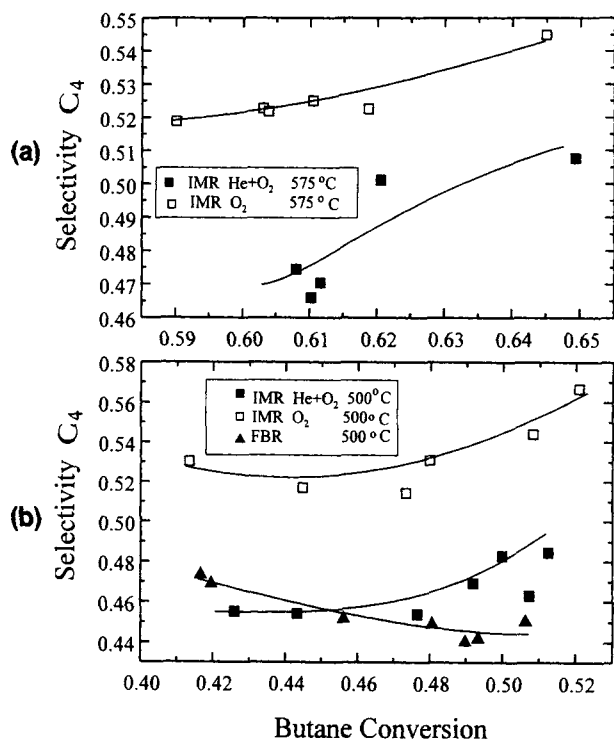 0.55
0.54
0.53
0.52
0.51
0.50
0.49
0.48
0.47
0.46
Selectivity C₄
(a)
■ IMR He+O₂ 575 °C
□ IMR O₂ 575 °C
0.59 0.60 0.61 0.62 0.63 0.64 0.65
0.58
0.56
0.54
0.52
0.50
0.48
0.46
0.44
Selectivity C₄
(b)
■ IMR He+O₂ 500°C
□ IMR O₂ 500°C
▲ FBR 500°C
0.40 0.42 0.44 0.46 0.48 0.50 0.52
Butane Conversion